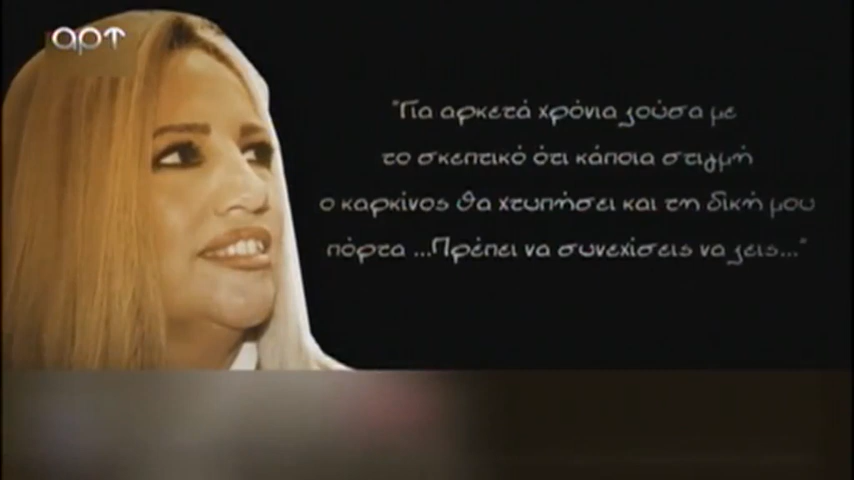 αρτ
"Για αρκετά χρόνια ζούσα με
το σκεπτικό ότι κάποια στιγμή
ο καρκίνος θα χτυπήσει και τη δική μου
πόρτα ...Πρέπει να συνεχίσεις να ζεις..."